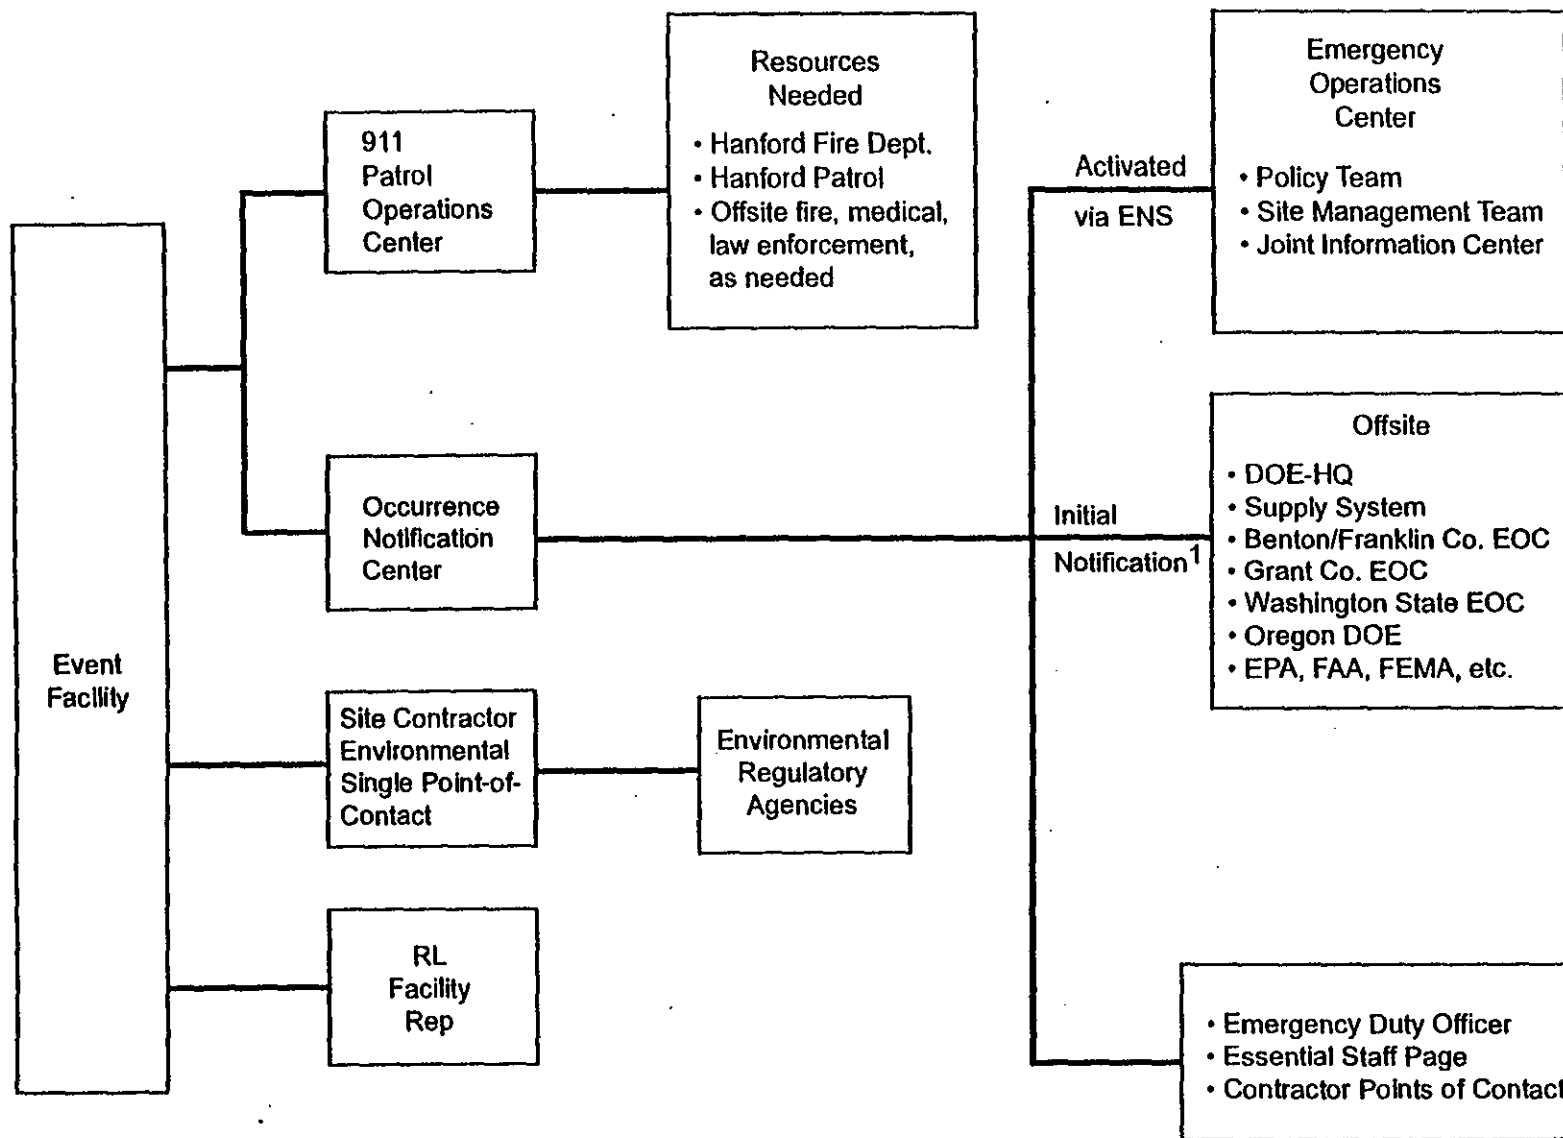 Event
Facility
911
Patrol
Operations
Center
Resources
Needed
• Hanford Fire Dept.
• Hanford Patrol
• Offsite fire, medical,
law enforcement,
as needed
Occurrence
Notification
Center
Activated
via ENS
Emergency
Operations
Center
• Policy Team
• Site Management Team
• Joint Information Center
Initial
Notification¹
Offsite
• DOE-HQ
• Supply System
• Benton/Franklin Co. EOC
• Grant Co. EOC
• Washington State EOC
• Oregon DOE
• EPA, FAA, FEMA, etc.
• Emergency Duty Officer
• Essential Staff Page
• Contractor Points of Contact
Site Contractor
Environmental
Single Point-of-
Contact
Environmental
Regulatory
Agencies
RL
Facility
Rep